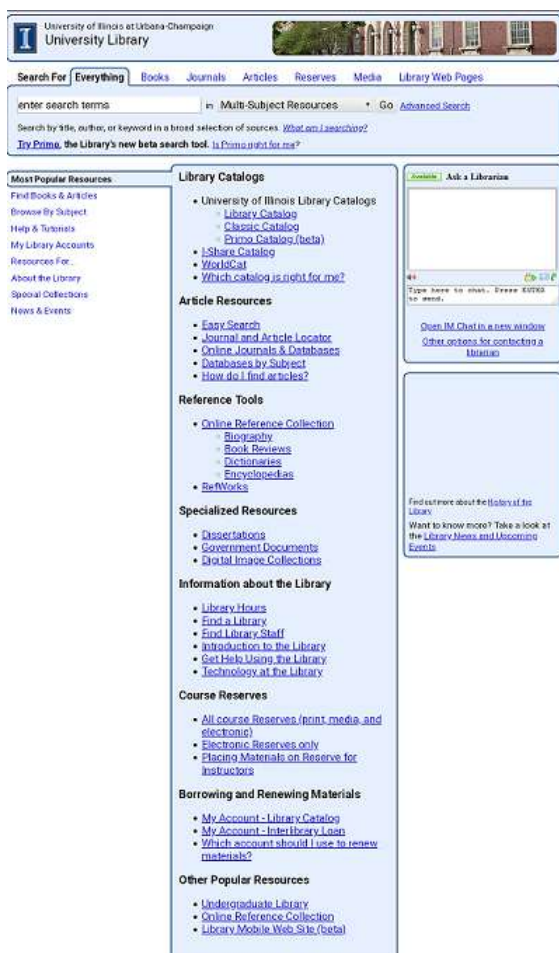 University of Illinois at Urbana-Champaign
University Library
Search For Everything Books Journals Articles Reserves Media Library Web Pages
enter search terms in Multi-Subject Resources Go Advanced Search
Search by title, author, or keyword in a broad selection of sources. What am I searching?
Try Primo, the Library's new beta search tool. Is Primo right for me?
Most Popular Resources
Find Books & Articles
Browse By Subject
Help & Tutorials
My Library Accounts
Resources For...
About the Library
Special Collections
News & Events
Library Catalogs
University of Illinois Library Catalogs
Library Catalog
Classic Catalog
Primo Catalog (beta)
I-Share Catalog
WorldCat
Which catalog is right for me?
Article Resources
Easy Search
Journal and Article Locator
Online Journals & Databases
Databases by Subject
How do I find articles?
Reference Tools
Online Reference Collection
Biography
Book Reviews
Dictionaries
Encyclopedias
RefWorks
Specialized Resources
Dissertations
Government Documents
Digital Image Collections
Information about the Library
Library Hours
Find a Library
Find Library Staff
Introduction to the Library
Get Help Using the Library
Technology at the Library
Course Reserves
All course Reserves (print, media, and
electronic)
Electronic Reserves only
Placing Materials on Reserve for
Instructors
Borrowing and Renewing Materials
My Account - Library Catalog
My Account - Interlibrary Loan
Which account should I use to renew
materials?
Other Popular Resources
Undergraduate Library
Online Reference Collection
Library Mobile Web Site (beta)
Available Ask a Librarian
Type here to chat. Press ENTER
to send.
Open IM Chat in a new window
Other options for contacting a
librarian
Find out more about the History of the
Library
Want to know more? Take a look at
the Library News and Upcoming
Events